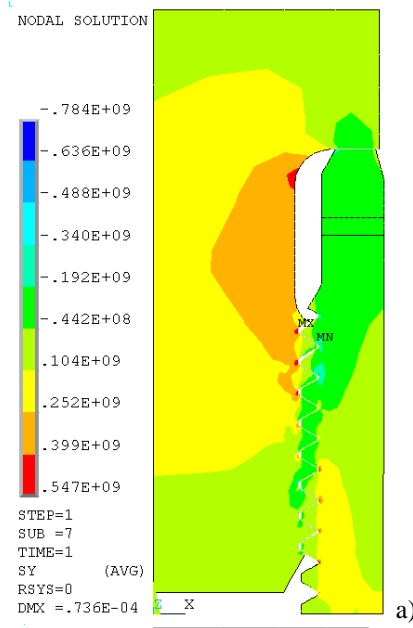 NODAL SOLUTION
-.784E+09
-.636E+09
-.488E+09
-.340E+09
-.192E+09
-.442E+08
.104E+09
.252E+09
.399E+09
.547E+09
MX
MN
STEP=1
SUB =7
TIME=1
SY (AVG)
RSYS=0
DMX =.736E-04
Z X
a)